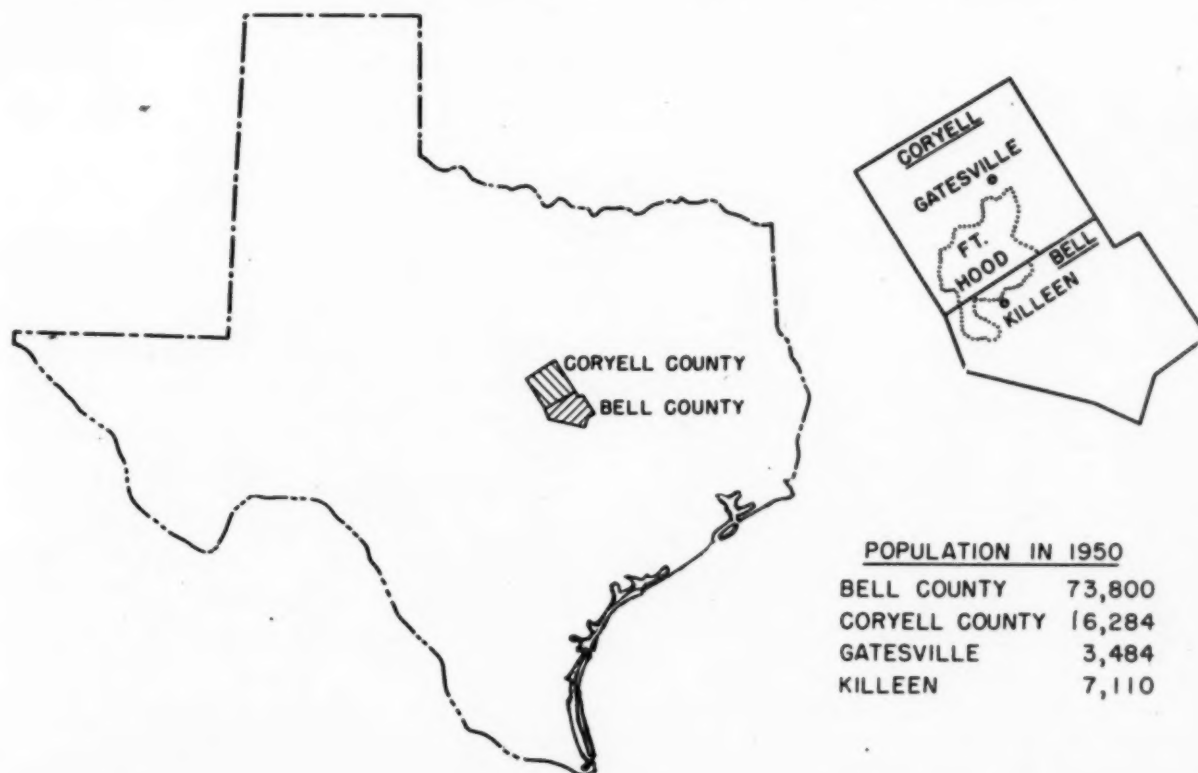 CORYELL
GATESVILLE
FT.
HOOD
BELL
KILLEEN
CORYELL COUNTY
BELL COUNTY
POPULATION IN 1950
BELL COUNTY 73,800
CORYELL COUNTY 16,284
GATESVILLE 3,484
KILLEEN 7,110